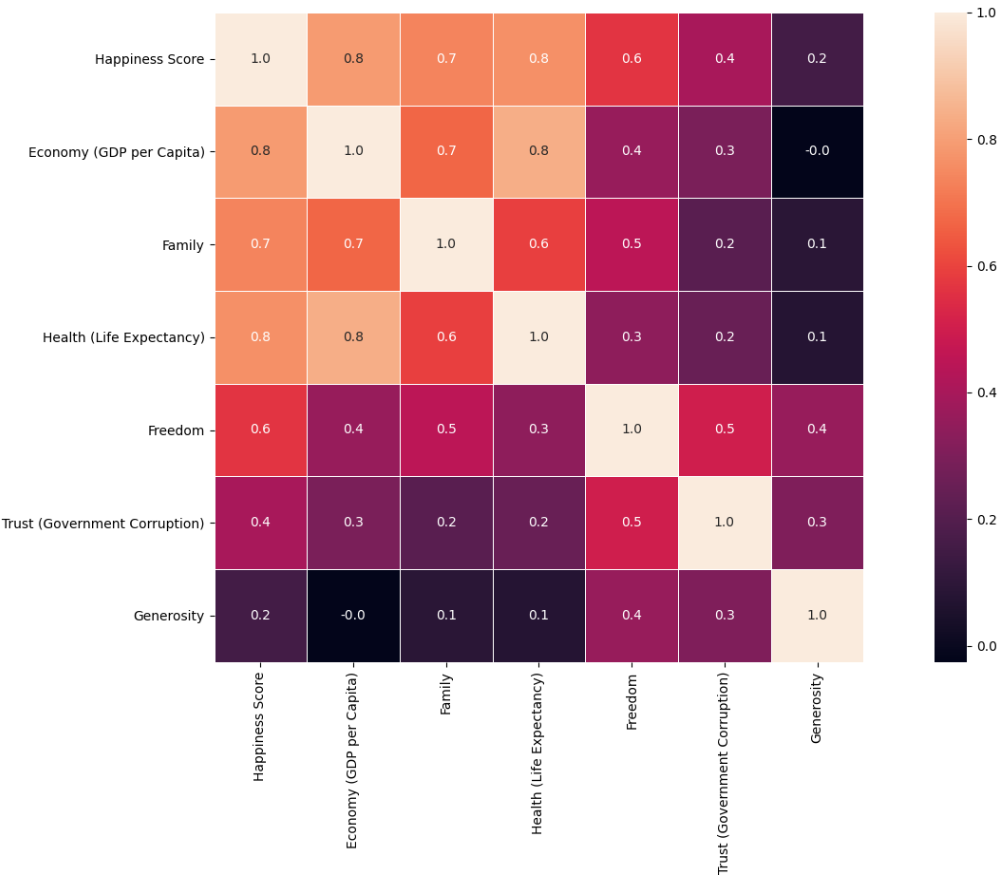 Happiness Score 1.0 0.8 0.7 0.8 0.6 0.4 0.2
Economy (GDP per Capita) 0.8 1.0 0.7 0.8 0.4 0.3 -0.0
Family 0.7 0.7 1.0 0.6 0.5 0.2 0.1
Health (Life Expectancy) 0.8 0.8 0.6 1.0 0.3 0.2 0.1
Freedom 0.6 0.4 0.5 0.3 1.0 0.5 0.4
Trust (Government Corruption) 0.4 0.3 0.2 0.2 0.5 1.0 0.3
Generosity 0.2 -0.0 0.1 0.1 0.4 0.3 1.0
Happiness Score
Economy (GDP per Capita)
Family
Health (Life Expectancy)
Freedom
Trust (Government Corruption)
Generosity
1.0
0.8
0.6
0.4
0.2
0.0